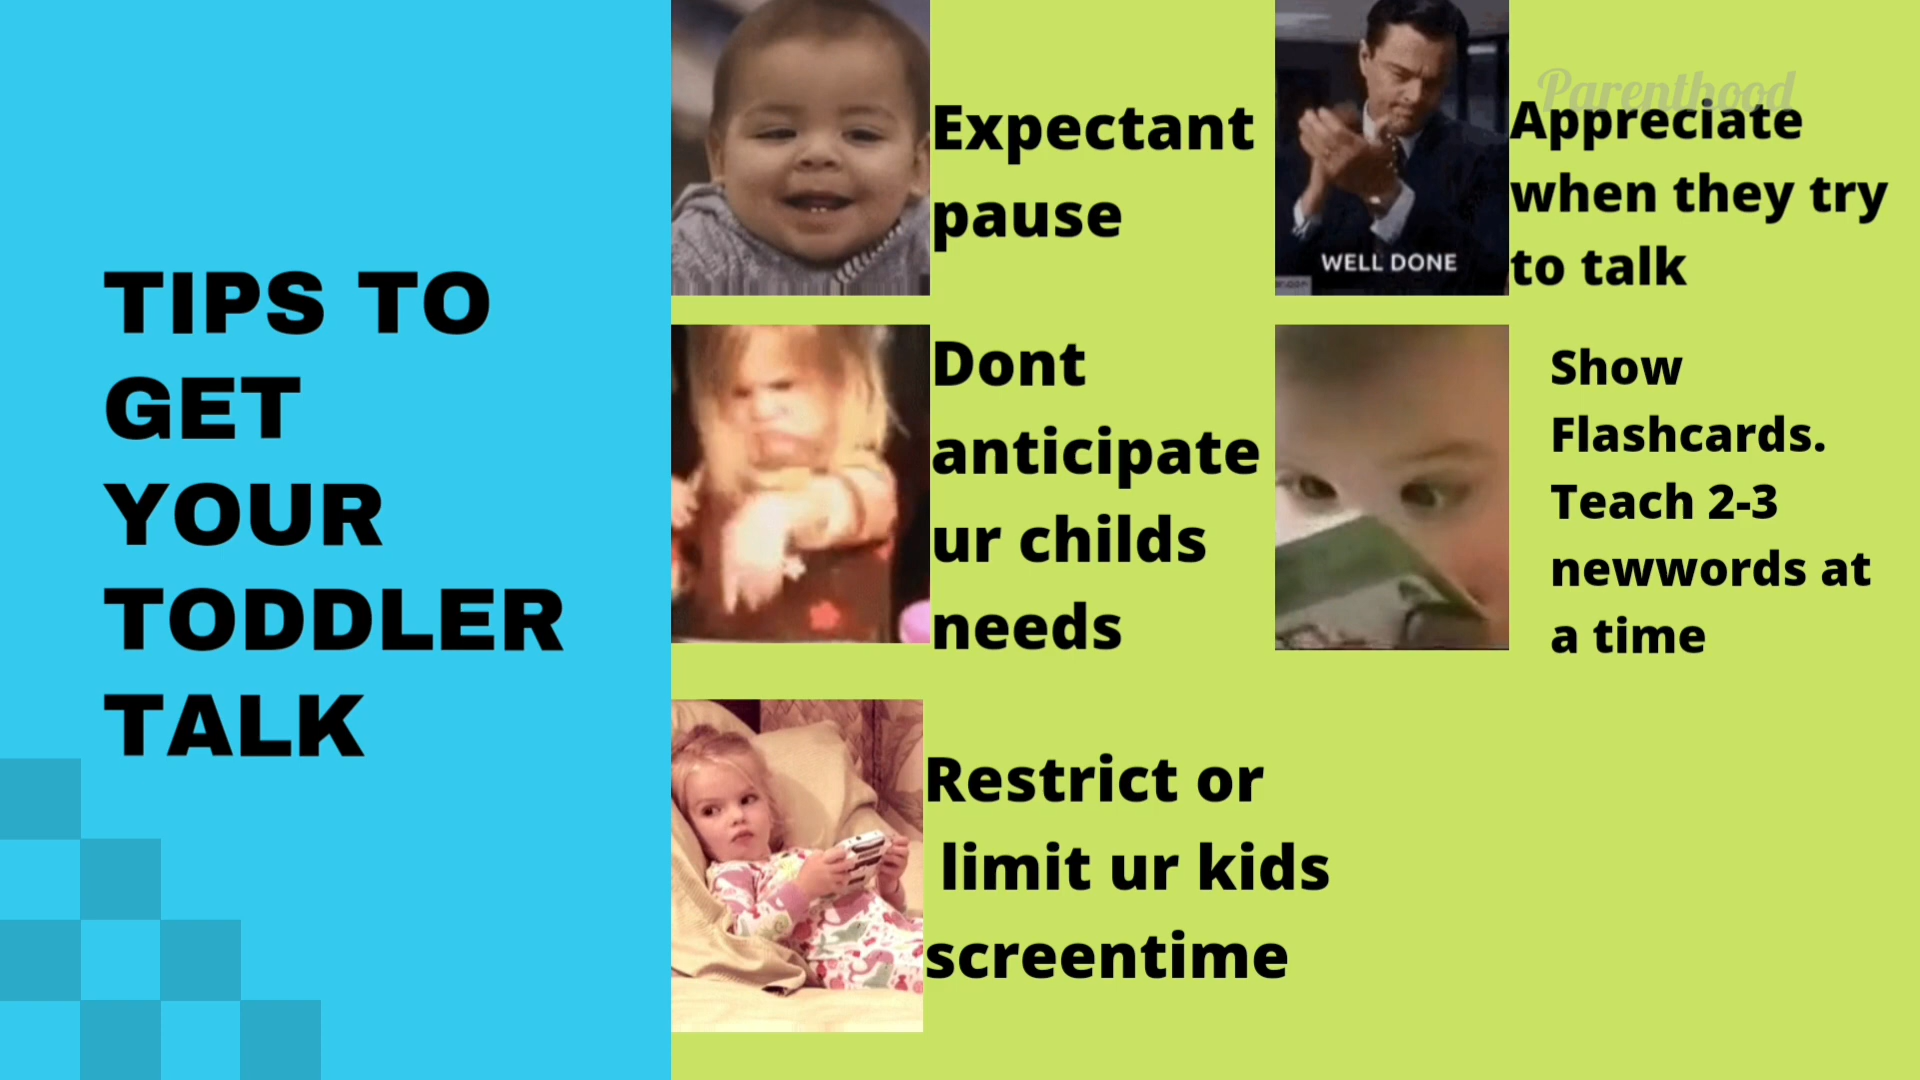 TIPS TO
GET
YOUR
TODDLER
TALK
Expectant
pause
WELL DONE
Parenthood
Appreciate
when they try
to talk
Dont
anticipate
ur childs
needs
Show
Flashcards.
Teach 2-3
newwords at
a time
Restrict or
limit ur kids
screentime